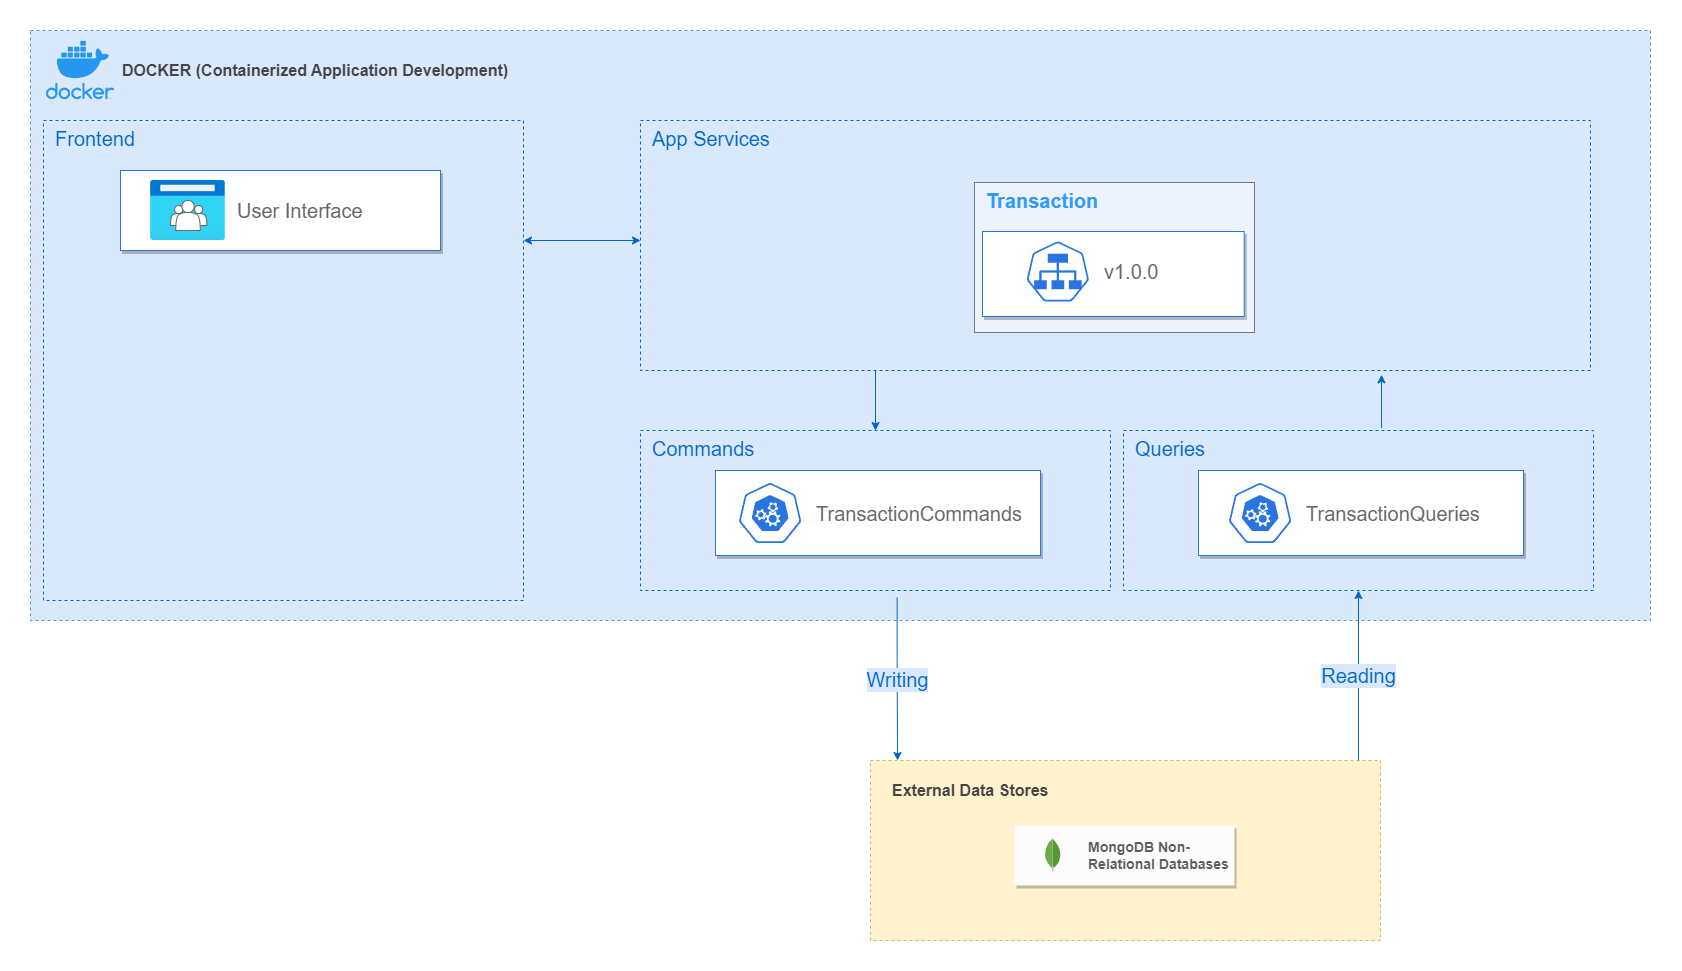 docker
DOCKER (Containerized Application Development)
Frontend
User Interface
App Services
Transaction
v1.0.0
Commands
TransactionCommands
Queries
TransactionQueries
Writing
Reading
External Data Stores
MongoDB Non-
Relational Databases